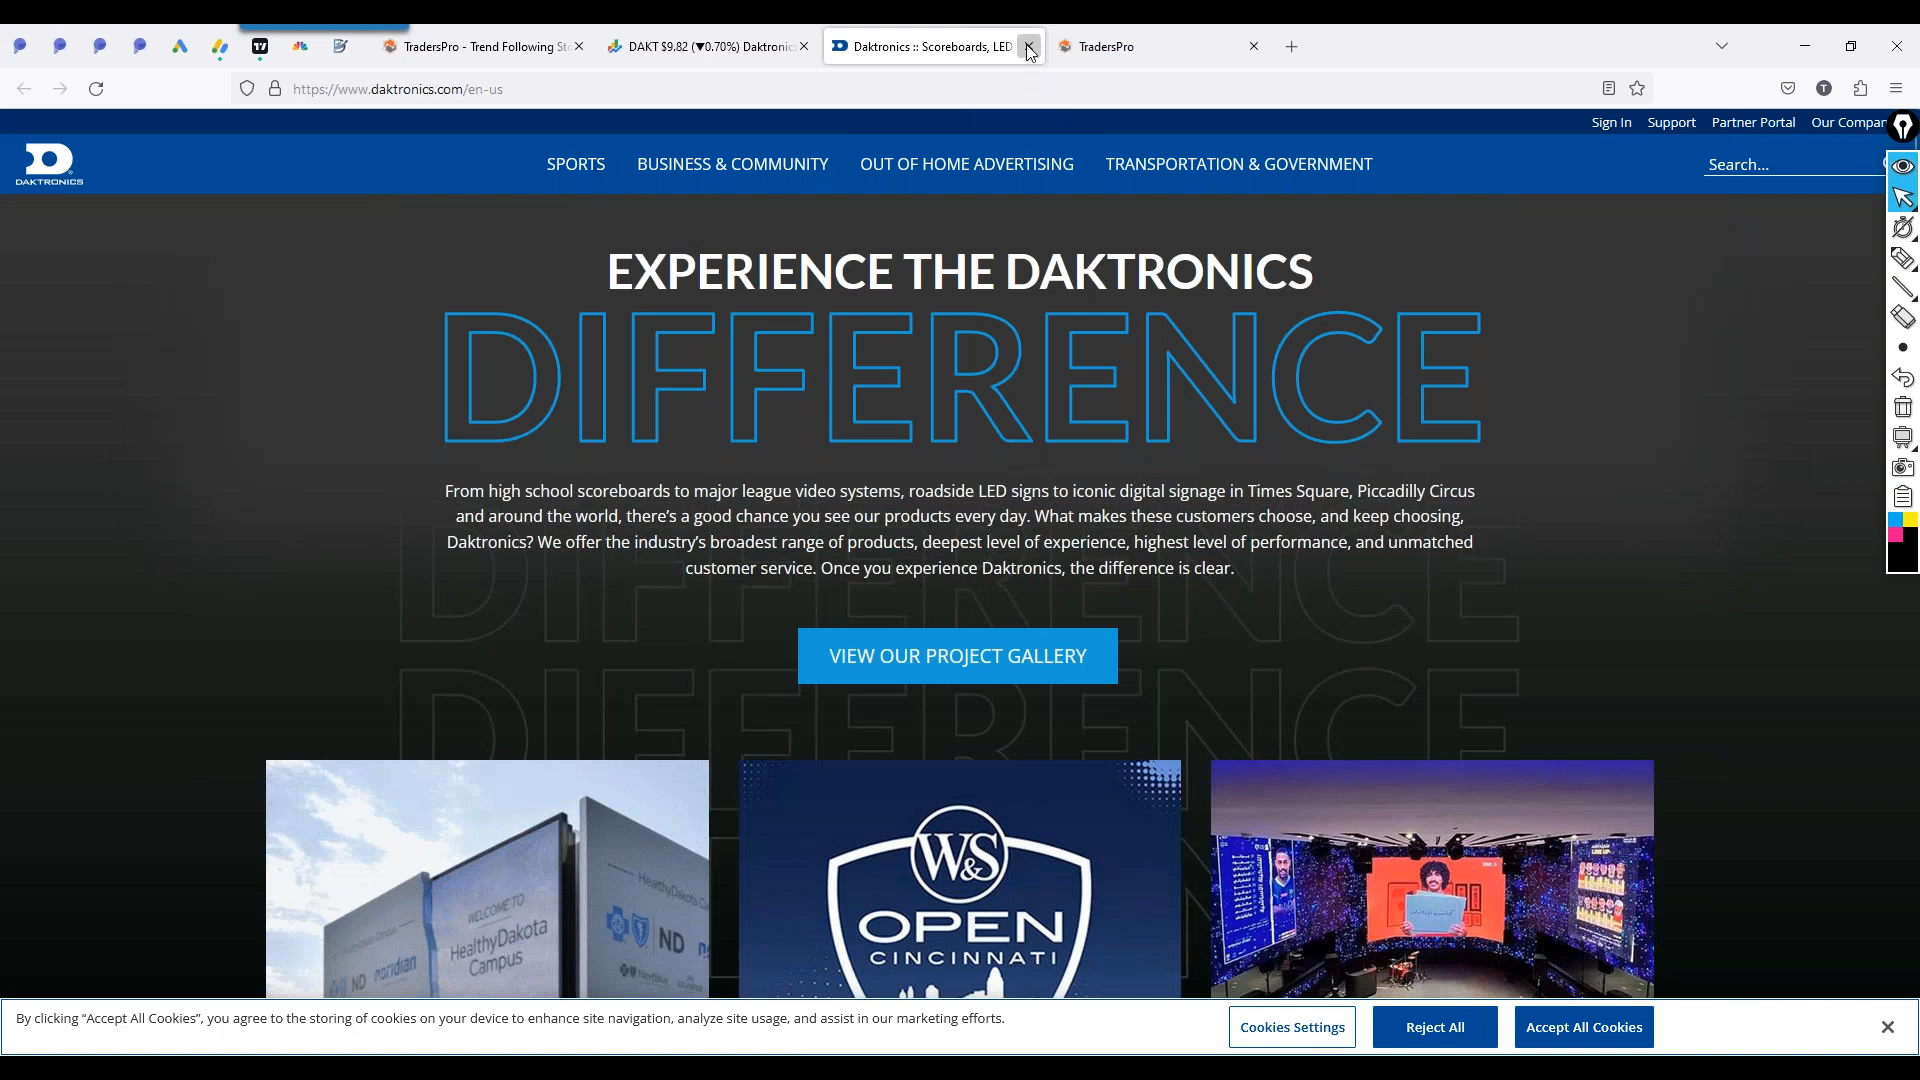 TradersPro - Trend Following Sto
DAKT $9.82 (▼0.70%) Daktronic
Daktronics :: Scoreboards, LED
TradersPro
https://www.daktronics.com/en-us
Sign In
Support
Partner Portal
Our Compan
DAKTRONICS
SPORTS
BUSINESS & COMMUNITY
OUT OF HOME ADVERTISING
TRANSPORTATION & GOVERNMENT
Search...
EXPERIENCE THE DAKTRONICS
DIFFERENCE
From high school scoreboards to major league video systems, roadside LED signs to iconic digital signage in Times Square, Piccadilly Circus
and around the world, there's a good chance you see our products every day. What makes these customers choose, and keep choosing,
Daktronics? We offer the industry's broadest range of products, deepest level of experience, highest level of performance, and unmatched
customer service. Once you experience Daktronics, the difference is clear.
DIFFERENCE
VIEW OUR PROJECT GALLERY
DIFFERENCE
WELCOME TO
HealthyDakota
Campus
ND
noridian
HealthyDakota
ND
W&S
OPEN
CINCINNATI
By clicking “Accept All Cookies”, you agree to the storing of cookies on your device to enhance site navigation, analyze site usage, and assist in our marketing efforts.
Cookies Settings
Reject All
Accept All Cookies